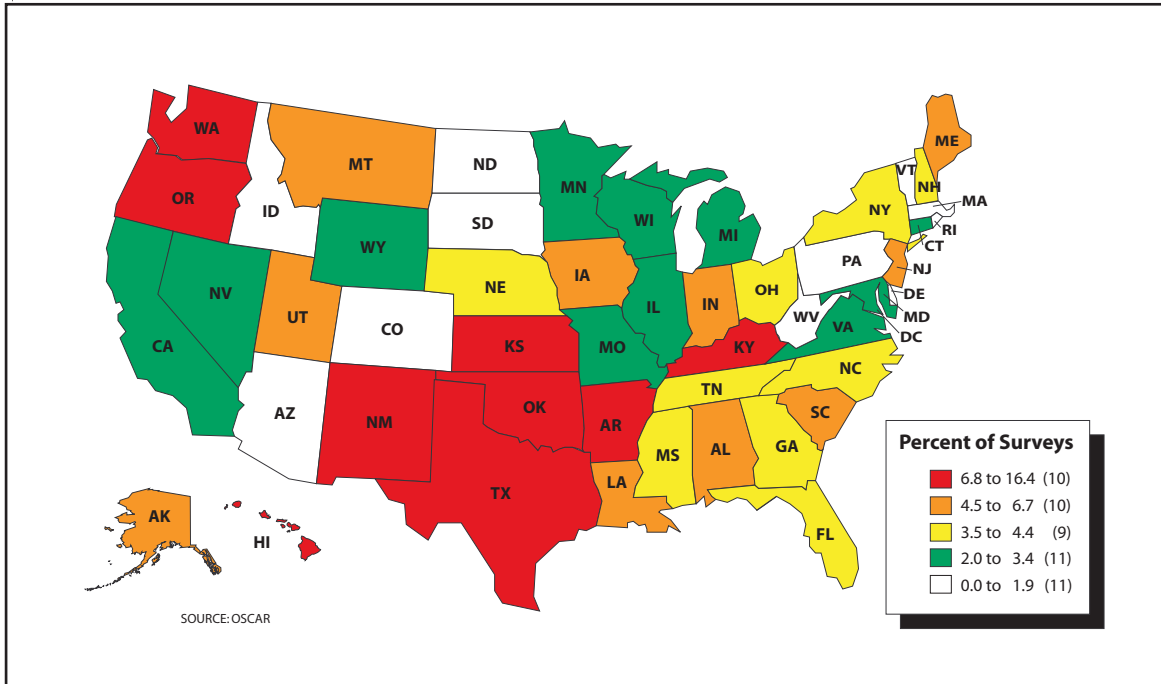 WA
MT
ND
ME
VT
NH
MN
OR
ID
SD
WI
MI
NY
MA
RI
CT
WY
IA
NE
PA
NJ
OH
IN
IL
NV
UT
CO
DE
MD
DC
WV
VA
CA
KS
MO
KY
NC
TN
AZ
NM
OK
AR
SC
MS
AL
GA
LA
TX
FL
AK
HI
SOURCE: OSCAR
Percent of Surveys
6.8 to 16.4 (10)
4.5 to 6.7 (10)
3.5 to 4.4 (9)
2.0 to 3.4 (11)
0.0 to 1.9 (11)